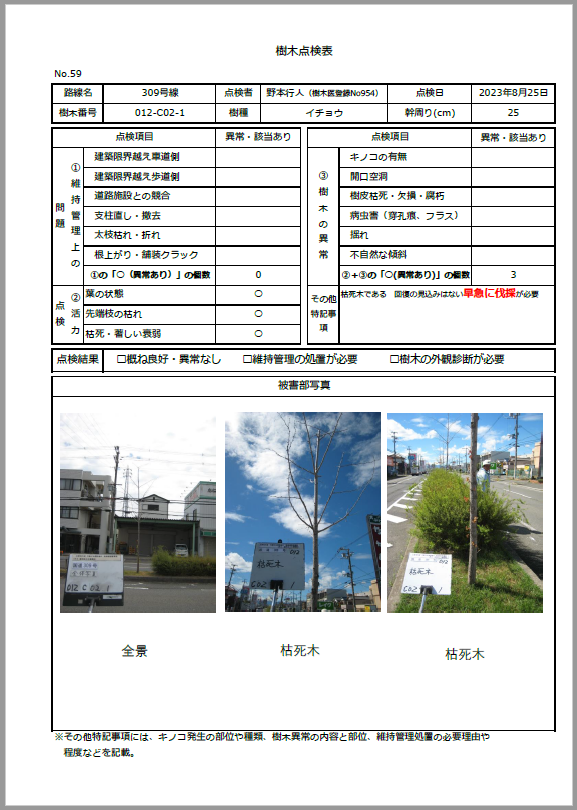 樹木点検表
No.59
路線名 309号線 点検者 野本行人（樹木医登録No954） 点検日 2023年8月25日
樹木番号 012-C02-1 樹種 イチョウ 幹周り(cm) 25
点検項目 異常・該当あり 点検項目 異常・該当あり
①維持管理上の問題
建築限界越え車道側
建築限界越え歩道側
道路施設との競合
支柱直し・撤去
太枝枯れ・折れ
根上がり・舗装クラック
①の「○（異常あり）」の個数 0
②活力点検
葉の状態 ○
先端枝の枯れ ○
枯死・著しい衰弱 ○
③樹木の異常
キノコの有無
開口空洞
樹皮枯死・欠損・腐朽
病虫害（穿孔痕、フラス）
揺れ
不自然な傾斜
②+③の「○(異常あり)」の個数 3
その他特記事項
枯死木である 回復の見込みはない早急に伐採が必要
点検結果 □概ね良好・異常なし □維持管理の処置が必要 □樹木の外観診断が必要
被害部写真
012 C02 1
012
枯死木
C02 1
012
枯死木
C02 1
全景 枯死木 枯死木
※その他特記事項には、キノコ発生の部位や種類、樹木異常の内容と部位、維持管理処置の必要理由や
程度などを記載。